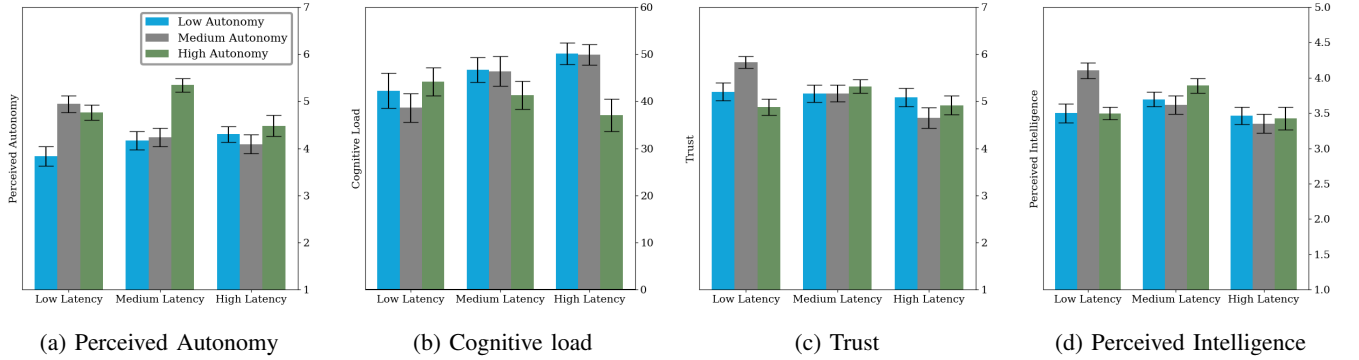 Low Autonomy
Medium Autonomy
High Autonomy
Perceived Autonomy
7
6
5
4
3
2
1
Low Latency Medium Latency High Latency
(a) Perceived Autonomy
Cognitive Load
60
50
40
30
20
10
0
Low Latency Medium Latency High Latency
(b) Cognitive load
Trust
7
6
5
4
3
2
1
Low Latency Medium Latency High Latency
(c) Trust
Perceived Intelligence
5.0
4.5
4.0
3.5
3.0
2.5
2.0
1.5
1.0
Low Latency Medium Latency High Latency
(d) Perceived Intelligence